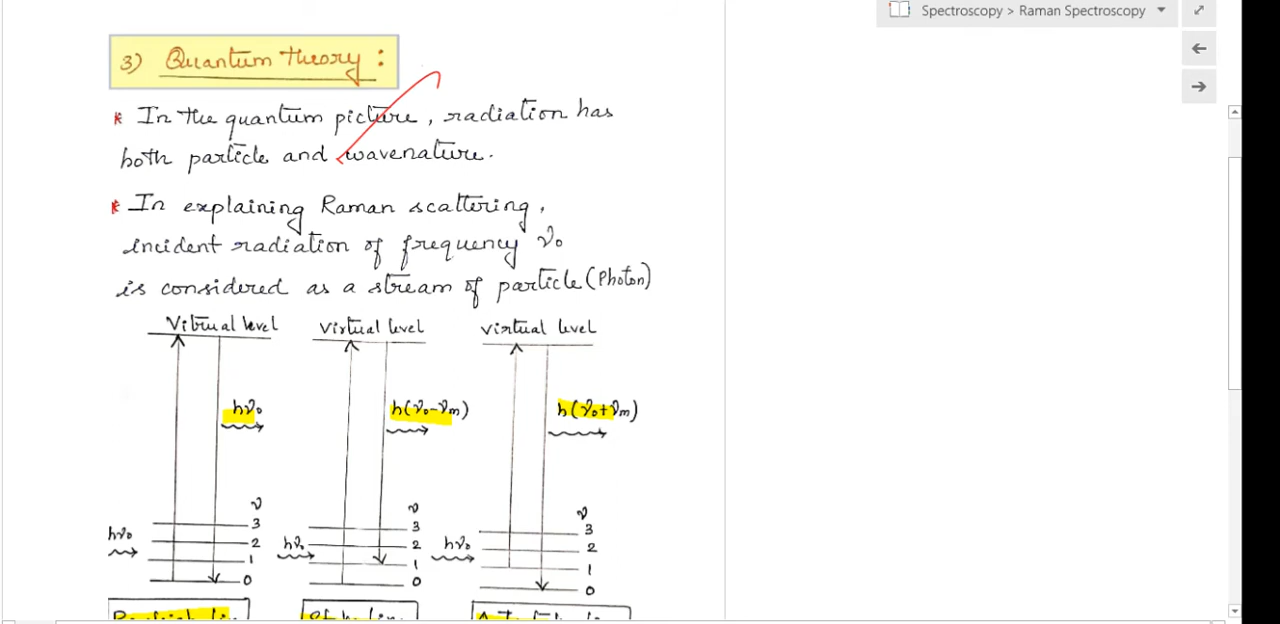 Spectroscopy > Raman Spectroscopy
3) Quantum Theory :
* In the quantum picture, radiation has
both particle and wavenature.
* In explaining Raman scattering,
incident radiation of frequency ν₀
is considered as a stream of particle (Photon)
Virtual level Virtual level Virtual level
hν₀ h(ν₀-νm) h(ν₀+νm)
ν ν ν
3 3 3
hν₀ 2 hν₀ 2 hν₀ 2
1 1 1
0 0 0